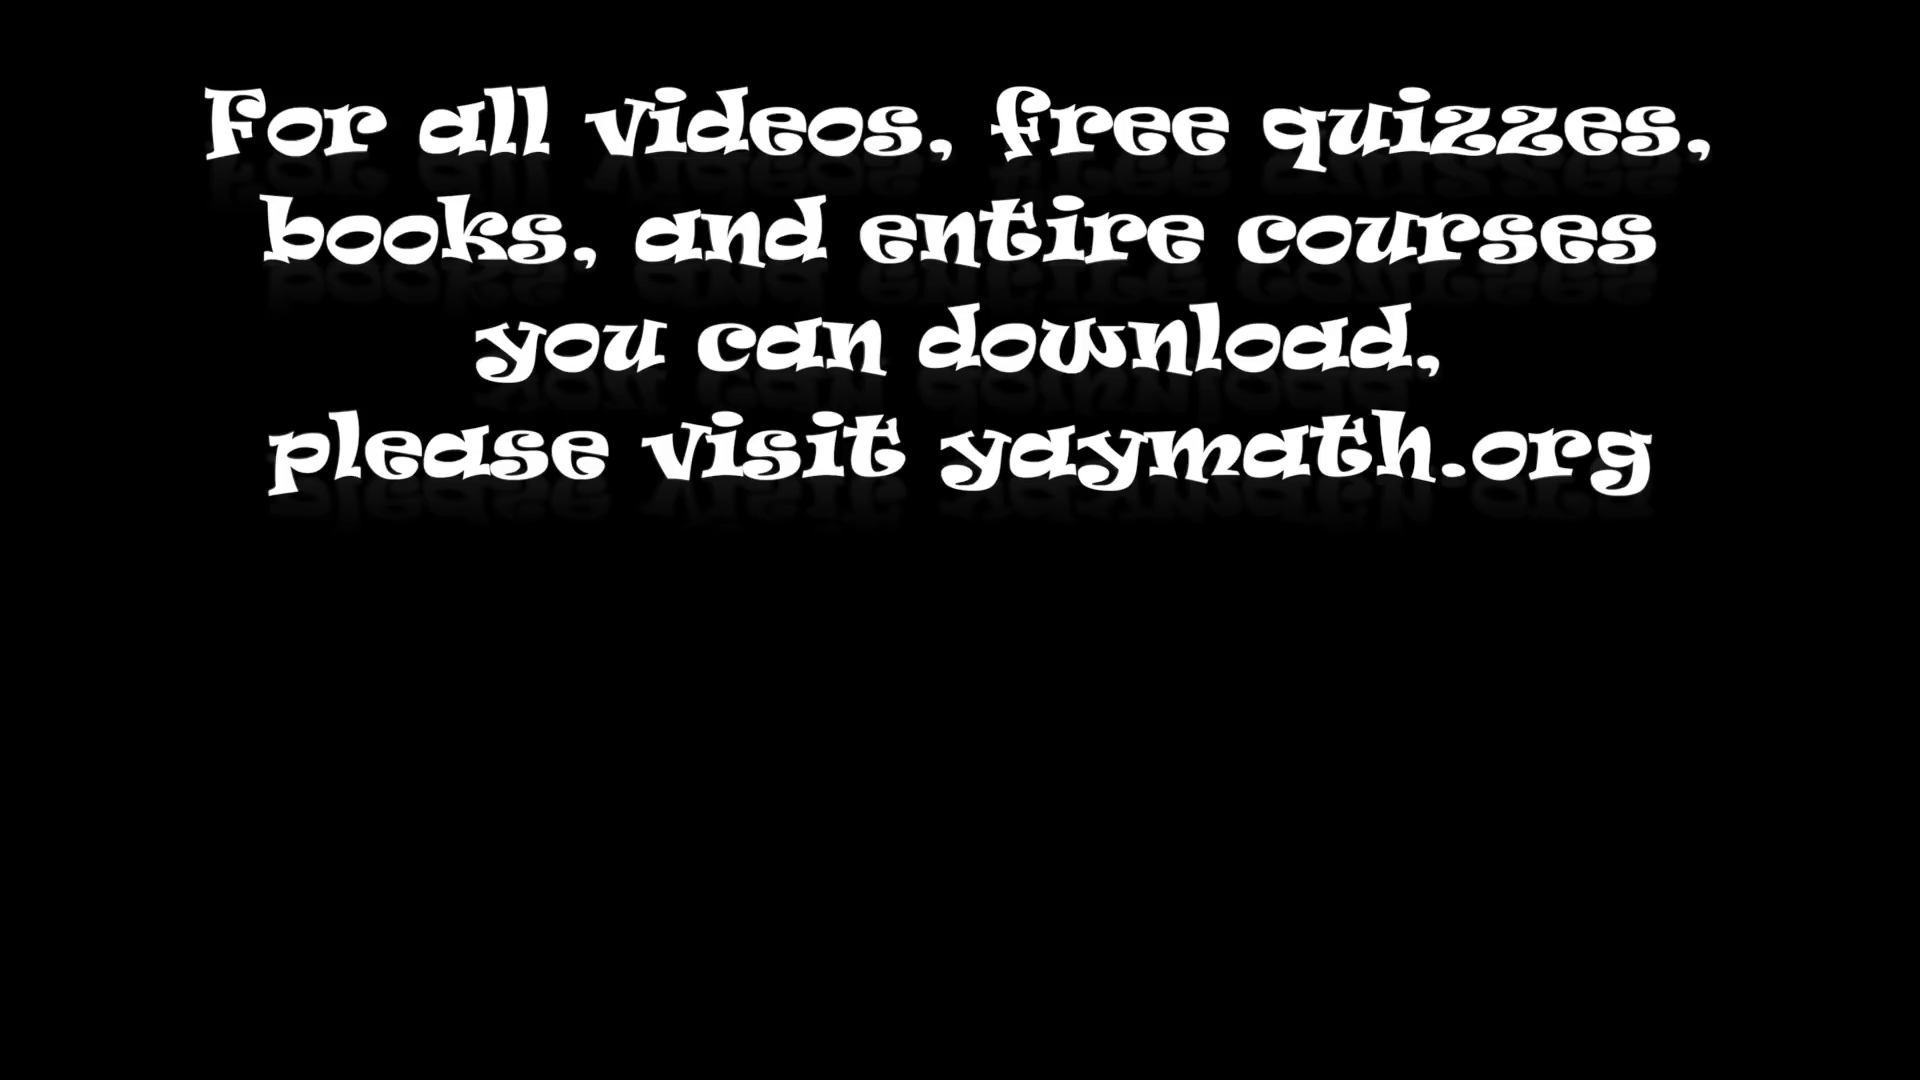 For all videos, free quizzes,
books, and entire courses
you can download,
please visit yaymath.org